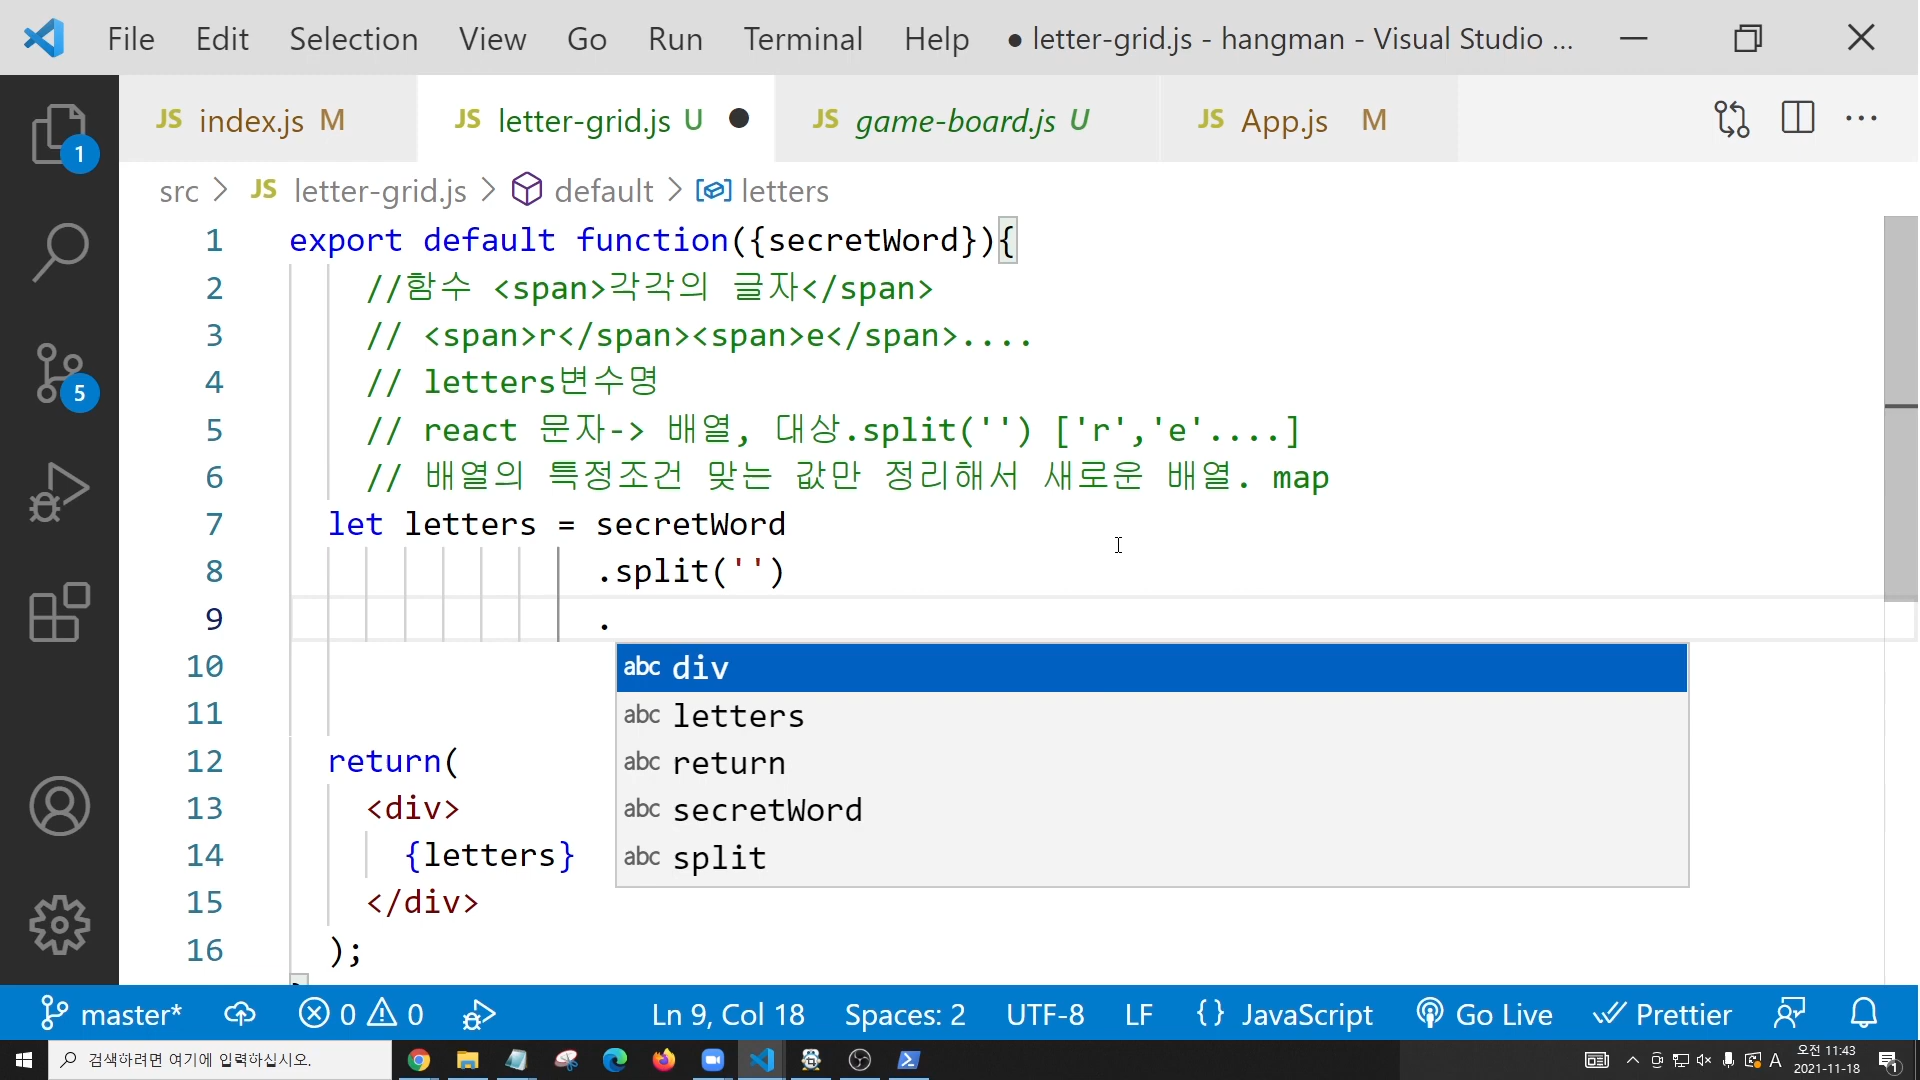 File Edit Selection View Go Run Terminal Help ● letter-grid.js - hangman - Visual Studio ...
JS index.js M JS letter-grid.js U ● JS game-board.js U JS App.js M
src > JS letter-grid.js > default > letters
1 export default function({secretWord}){
2 //함수 <span>각각의 글자</span>
3 // <span>r</span><span>e</span>....
4 // letters변수명
5 // react 문자-> 배열, 대상.split('') ['r','e'....]
6 // 배열의 특정조건 맞는 값만 정리해서 새로운 배열. map
7 let letters = secretWord
8 .split('')
9 .
abc div
abc letters
abc return
abc secretWord
abc split
10
11
12 return(
13 <div>
14 {letters}
15 </div>
16 );
1
5
master* 0 0 Ln 9, Col 18 Spaces: 2 UTF-8 LF {} JavaScript Go Live Prettier
검색하려면 여기에 입력하십시오.
A 오전 11:43
2021-11-18
1